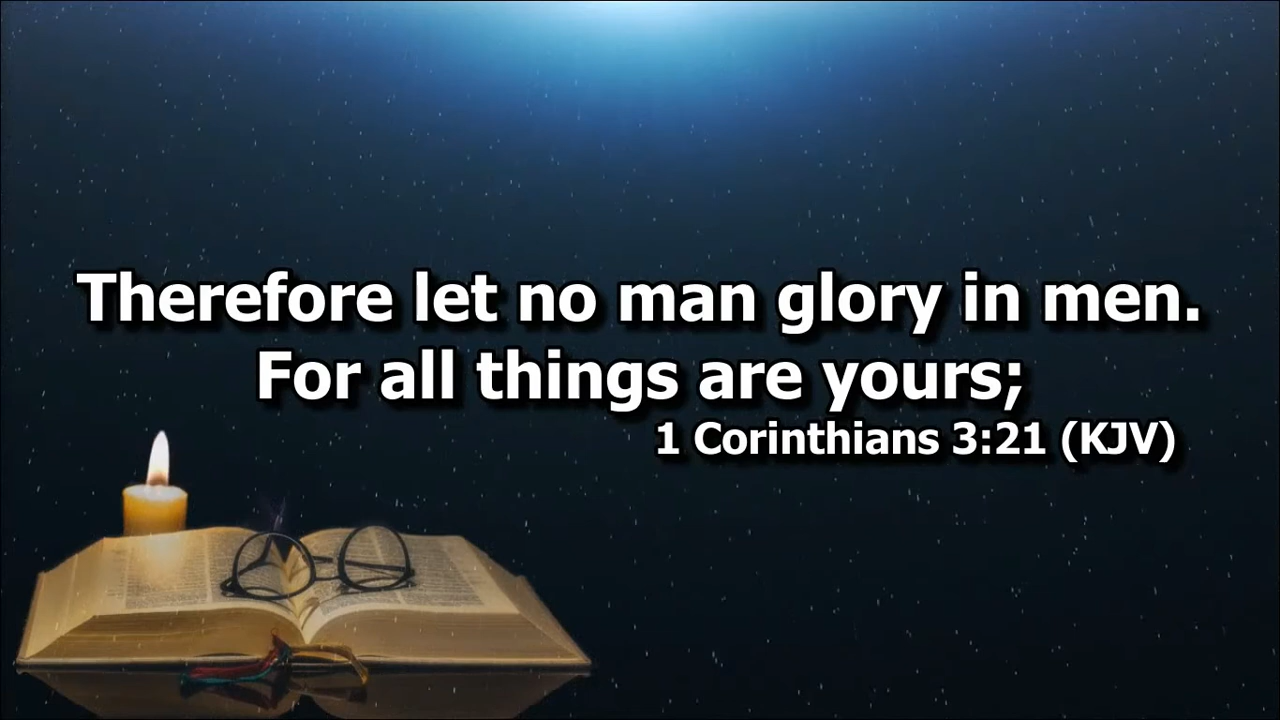 Therefore let no man glory in men.
For all things are yours;
1 Corinthians 3:21 (KJV)